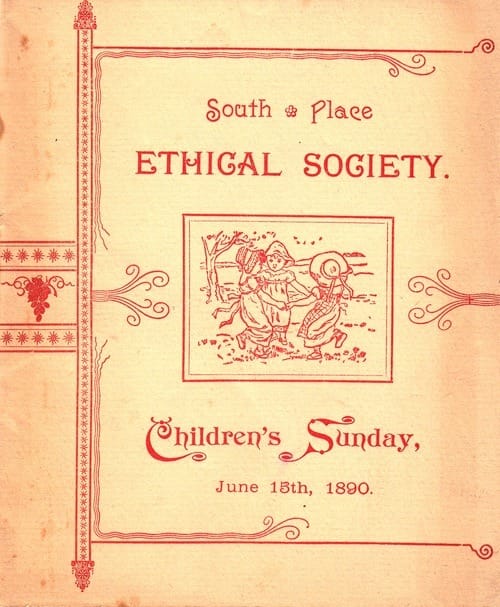 South Place
ETHICAL SOCIETY.
Children's Sunday,
June 15th, 1890.